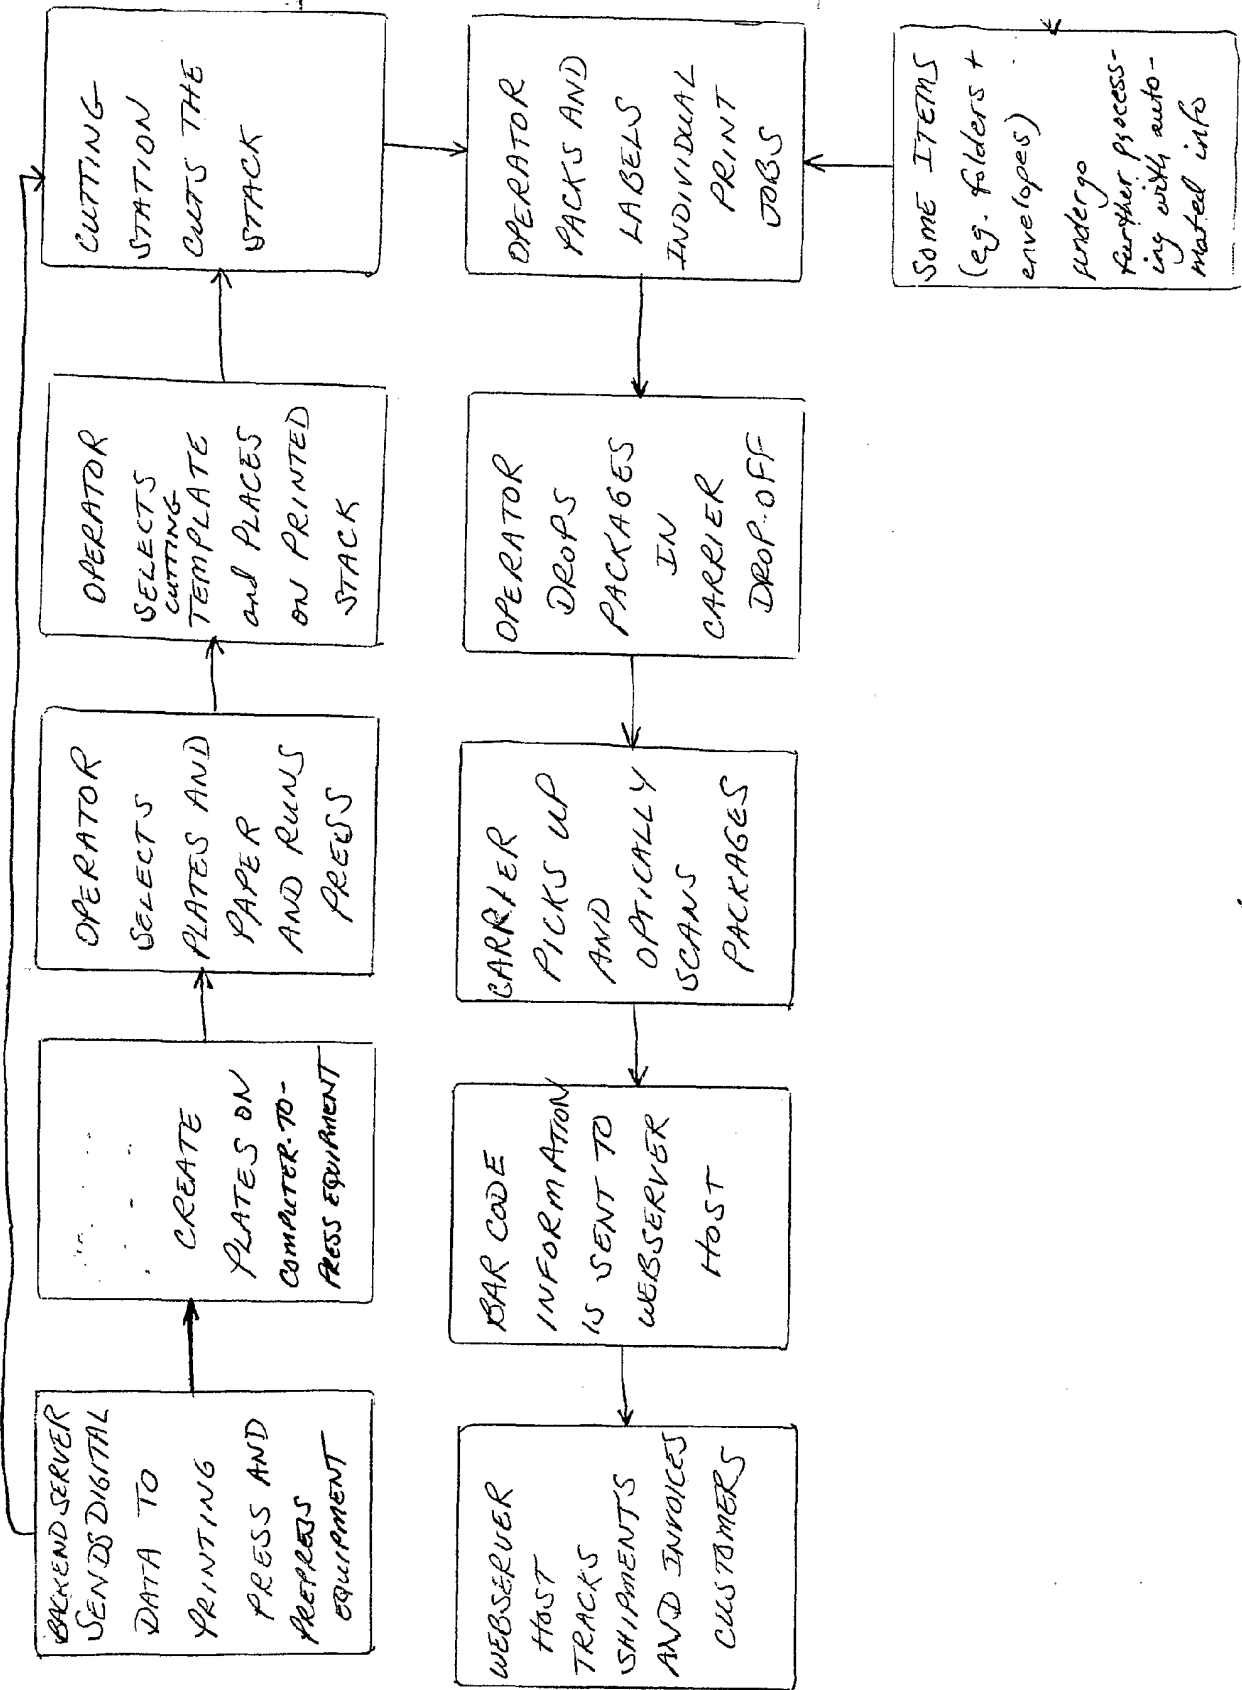 BACKEND SERVER
SENDS DIGITAL
DATA TO
PRINTING
PRESS AND
PREPRESS
EQUIPMENT
CREATE
PLATES ON
COMPUTER-TO-
PRESS EQUIPMENT
OPERATOR
SELECTS
PLATES AND
PAPER
AND RUNS
PRESS
OPERATOR
SELECTS
CUTTING
TEMPLATE
and PLACES
ON PRINTED
STACK
CUTTING
STATION
CUTS THE
STACK
OPERATOR
PACKS AND
LABELS
INDIVIDUAL
PRINT
JOBS
OPERATOR
DROPS
PACKAGES
IN
CARRIER
DROP-OFF
CARRIER
PICKS UP
AND
OPTICALLY
SCANS
PACKAGES
BAR CODE
INFORMATION
IS SENT TO
WEBSERVER
HOST
WEBSERVER
HOST
TRACKS
SHIPMENTS
AND INVOICES
CUSTOMERS
SOME ITEMS
(eg. folders +
envelopes)
undergo
further process-
ing with auto-
mated info